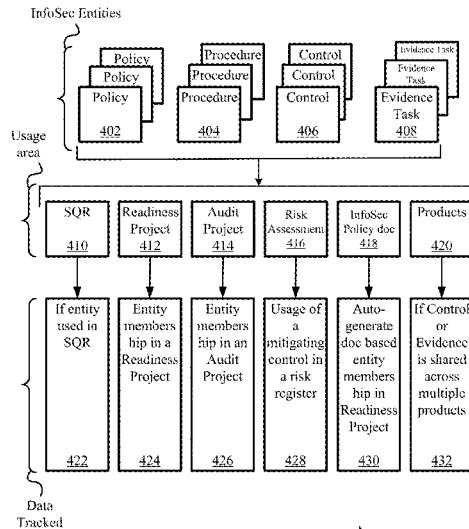 InfoSec Entities
Policy
Policy
Policy
402
Procedure
Procedure
Procedure
404
Control
Control
Control
406
Evidence Task
Evidence Task
Evidence Task
408
Usage
area
SQR
410
Readiness
Project
412
Audit
Project
414
Risk
Assessment
416
InfoSec
Policy doc
418
Products
420
If entity
used in
SQR
422
Entity
members
hip in a
Readiness
Project
424
Entity
members
hip in an
Audit
Project
426
Usage of
a
mitigating
control in
a risk
register
428
Auto-
generate
doc based
entity
members
hip in
Readiness
Project
430
If Control
or
Evidence
is shared
across
multiple
products
432
Data
Tracked